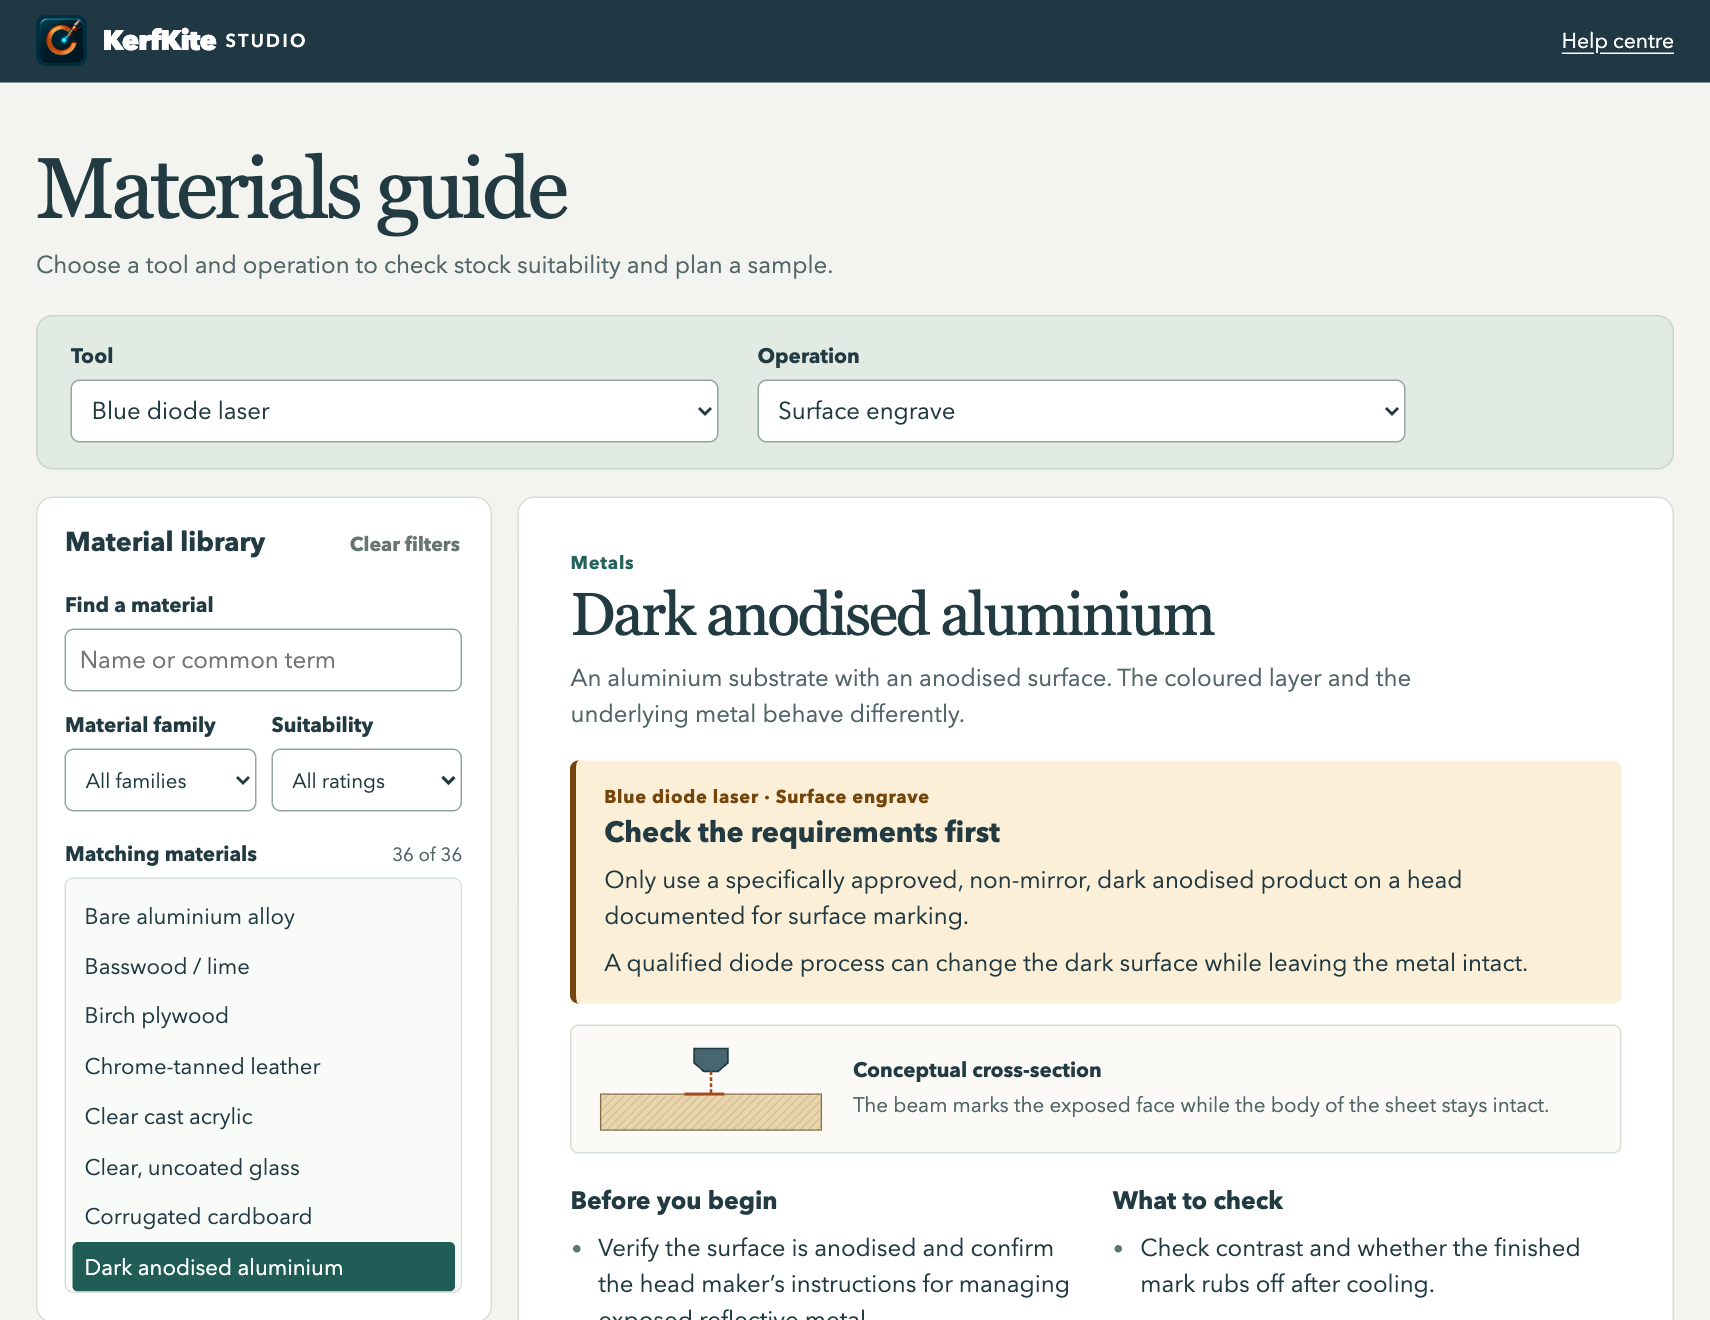 KerfKite STUDIO
Help centre
Materials guide
Choose a tool and operation to check stock suitability and plan a sample.
Tool
Blue diode laser
Operation
Surface engrave
Material library
Clear filters
Find a material
Name or common term
Material family
All families
Suitability
All ratings
Matching materials
36 of 36
Bare aluminium alloy
Basswood / lime
Birch plywood
Chrome-tanned leather
Clear cast acrylic
Clear, uncoated glass
Corrugated cardboard
Dark anodised aluminium
Metals
Dark anodised aluminium
An aluminium substrate with an anodised surface. The coloured layer and the
underlying metal behave differently.
Blue diode laser · Surface engrave
Check the requirements first
Only use a specifically approved, non-mirror, dark anodised product on a head
documented for surface marking.
A qualified diode process can change the dark surface while leaving the metal intact.
Conceptual cross-section
The beam marks the exposed face while the body of the sheet stays intact.
Before you begin
• Verify the surface is anodised and confirm
the head maker’s instructions for managing
exposed reflective metal.
What to check
• Check contrast and whether the finished
mark rubs off after cooling.